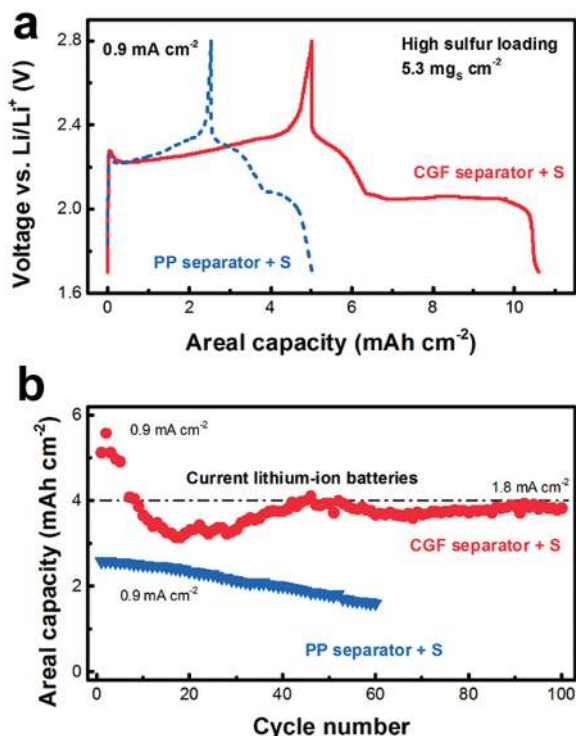 a
0.9 mA cm⁻²
High sulfur loading
5.3 mgₛ cm⁻²
CGF separator + S
PP separator + S
Voltage vs. Li/Li⁺ (V)
2.8
2.4
2.0
1.6
0 2 4 6 8 10
Areal capacity (mAh cm⁻²)
b
0.9 mA cm⁻²
Current lithium-ion batteries
1.8 mA cm⁻²
CGF separator + S
0.9 mA cm⁻²
PP separator + S
Areal capacity (mAh cm⁻²)
6
4
2
0
0 20 40 60 80 100
Cycle number